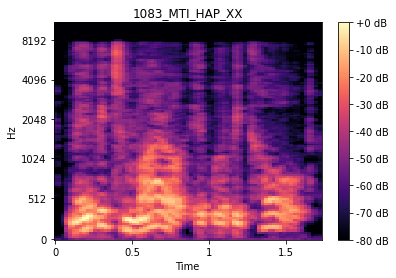 1083_MTI_HAP_XX
+0 dB
8192
-10 dB
4096
-20 dB
-30 dB
2048
Hz
-40 dB
1024
-50 dB
512
-60 dB
-70 dB
0
-80 dB
0
0.5
1
1.5
Time